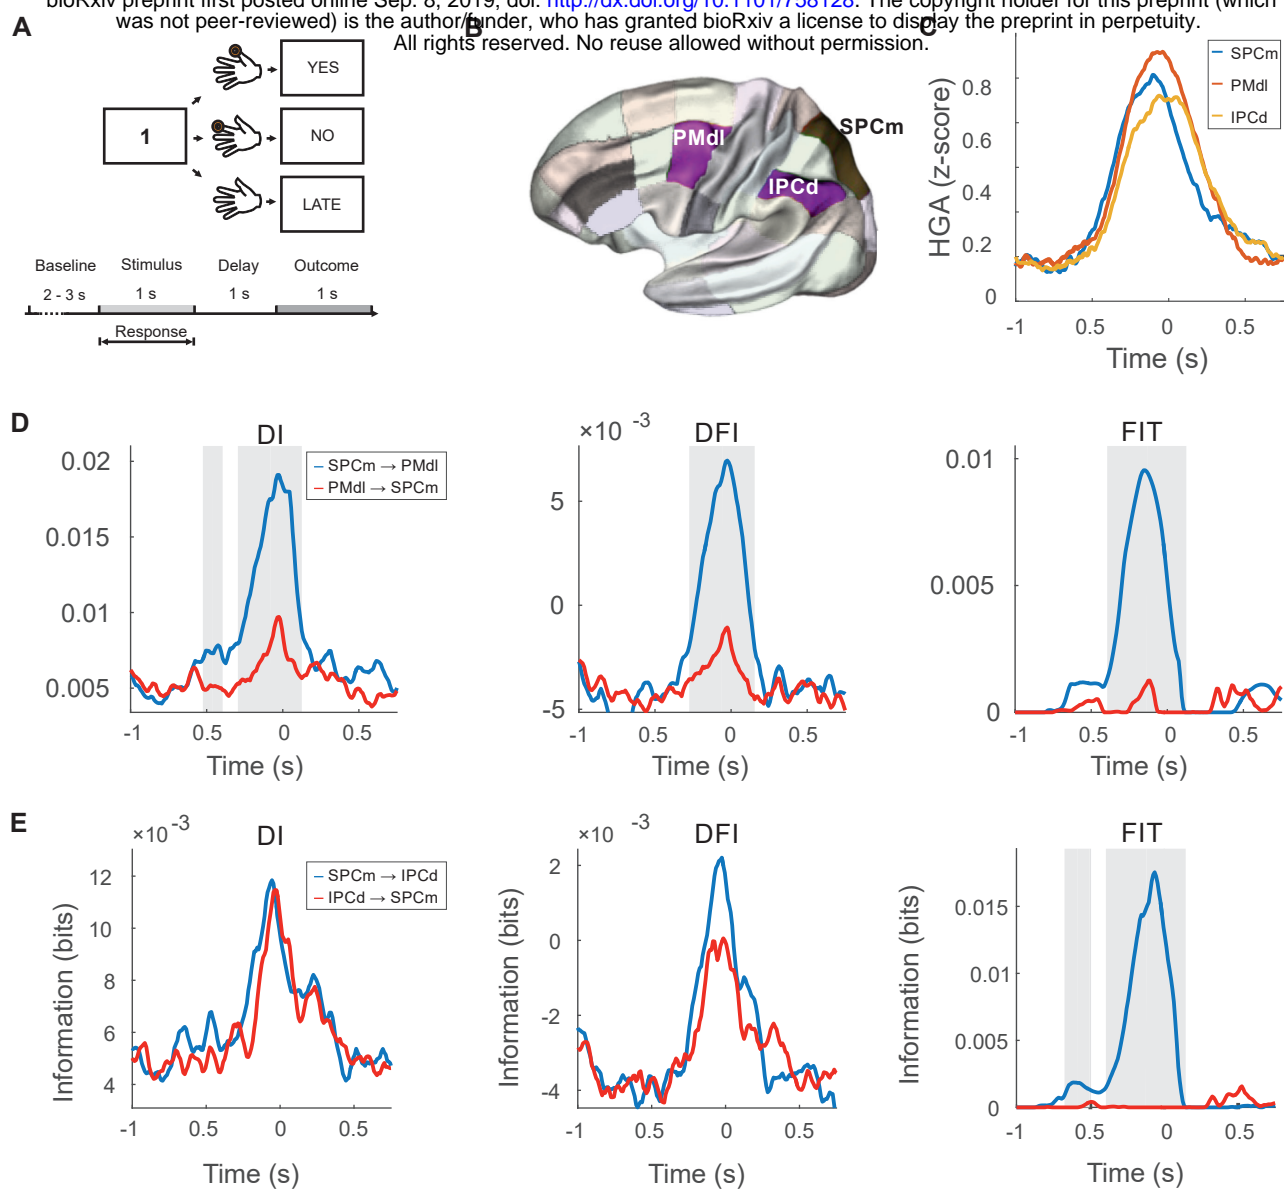 bioRxiv preprint first posted online Sep. 8, 2019; doi: http://dx.doi.org/10.1101/758128. The copyright holder for this preprint (which
was not peer-reviewed) is the author/funder, who has granted bioRxiv a license to display the preprint in perpetuity.
All rights reserved. No reuse allowed without permission.
A
1
YES
NO
LATE
Baseline Stimulus Delay Outcome
2 - 3 s 1 s 1 s 1 s
Response
B
PMdl
SPCm
IPCd
C
SPCm
PMdl
IPCd
HGA (z-score)
0.8
0.6
0.4
0.2
0
-1 0.5 0 0.5
Time (s)
D
DI
SPCm → PMdl
PMdl → SPCm
0.02
0.015
0.01
0.005
-1 0.5 0 0.5
Time (s)
×10 -3
DFI
5
0
-5
-1 0.5 0 0.5
Time (s)
FIT
0.01
0.005
0
-1 0.5 0 0.5
Time (s)
E
×10 -3
DI
SPCm → IPCd
IPCd → SPCm
Information (bits)
12
10
8
6
4
-1 0.5 0 0.5
Time (s)
×10 -3
DFI
Information (bits)
2
0
-2
-4
-1 0.5 0 0.5
Time (s)
FIT
Information (bits)
0.015
0.01
0.005
0
-1 0.5 0 0.5
Time (s)